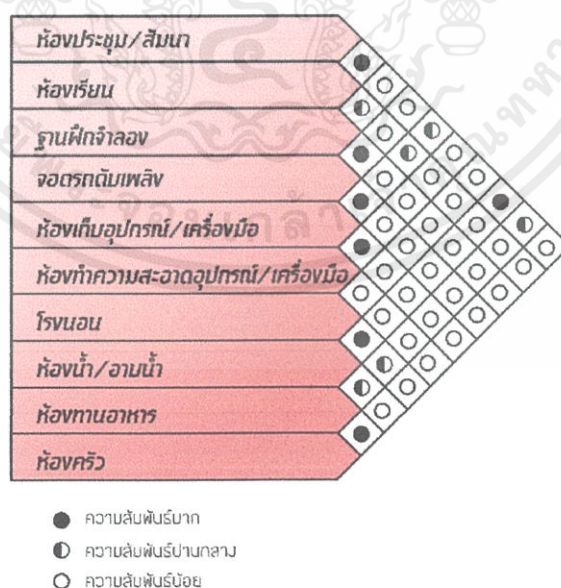 ห้องประชุม/สัมนา
ห้องเรียน
ฐานฝึกจำลอง
จอดรถดับเพลิง
ห้องเก็บอุปกรณ์/เครื่องมือ
ห้องทำความสะอาดอุปกรณ์/เครื่องมือ
โรงนอน
ห้องน้ำ/อาบน้ำ
ห้องทานอาหาร
ห้องครัว
ความสัมพันธ์มาก
ความสัมพันธ์ปานกลาง
ความสัมพันธ์น้อย